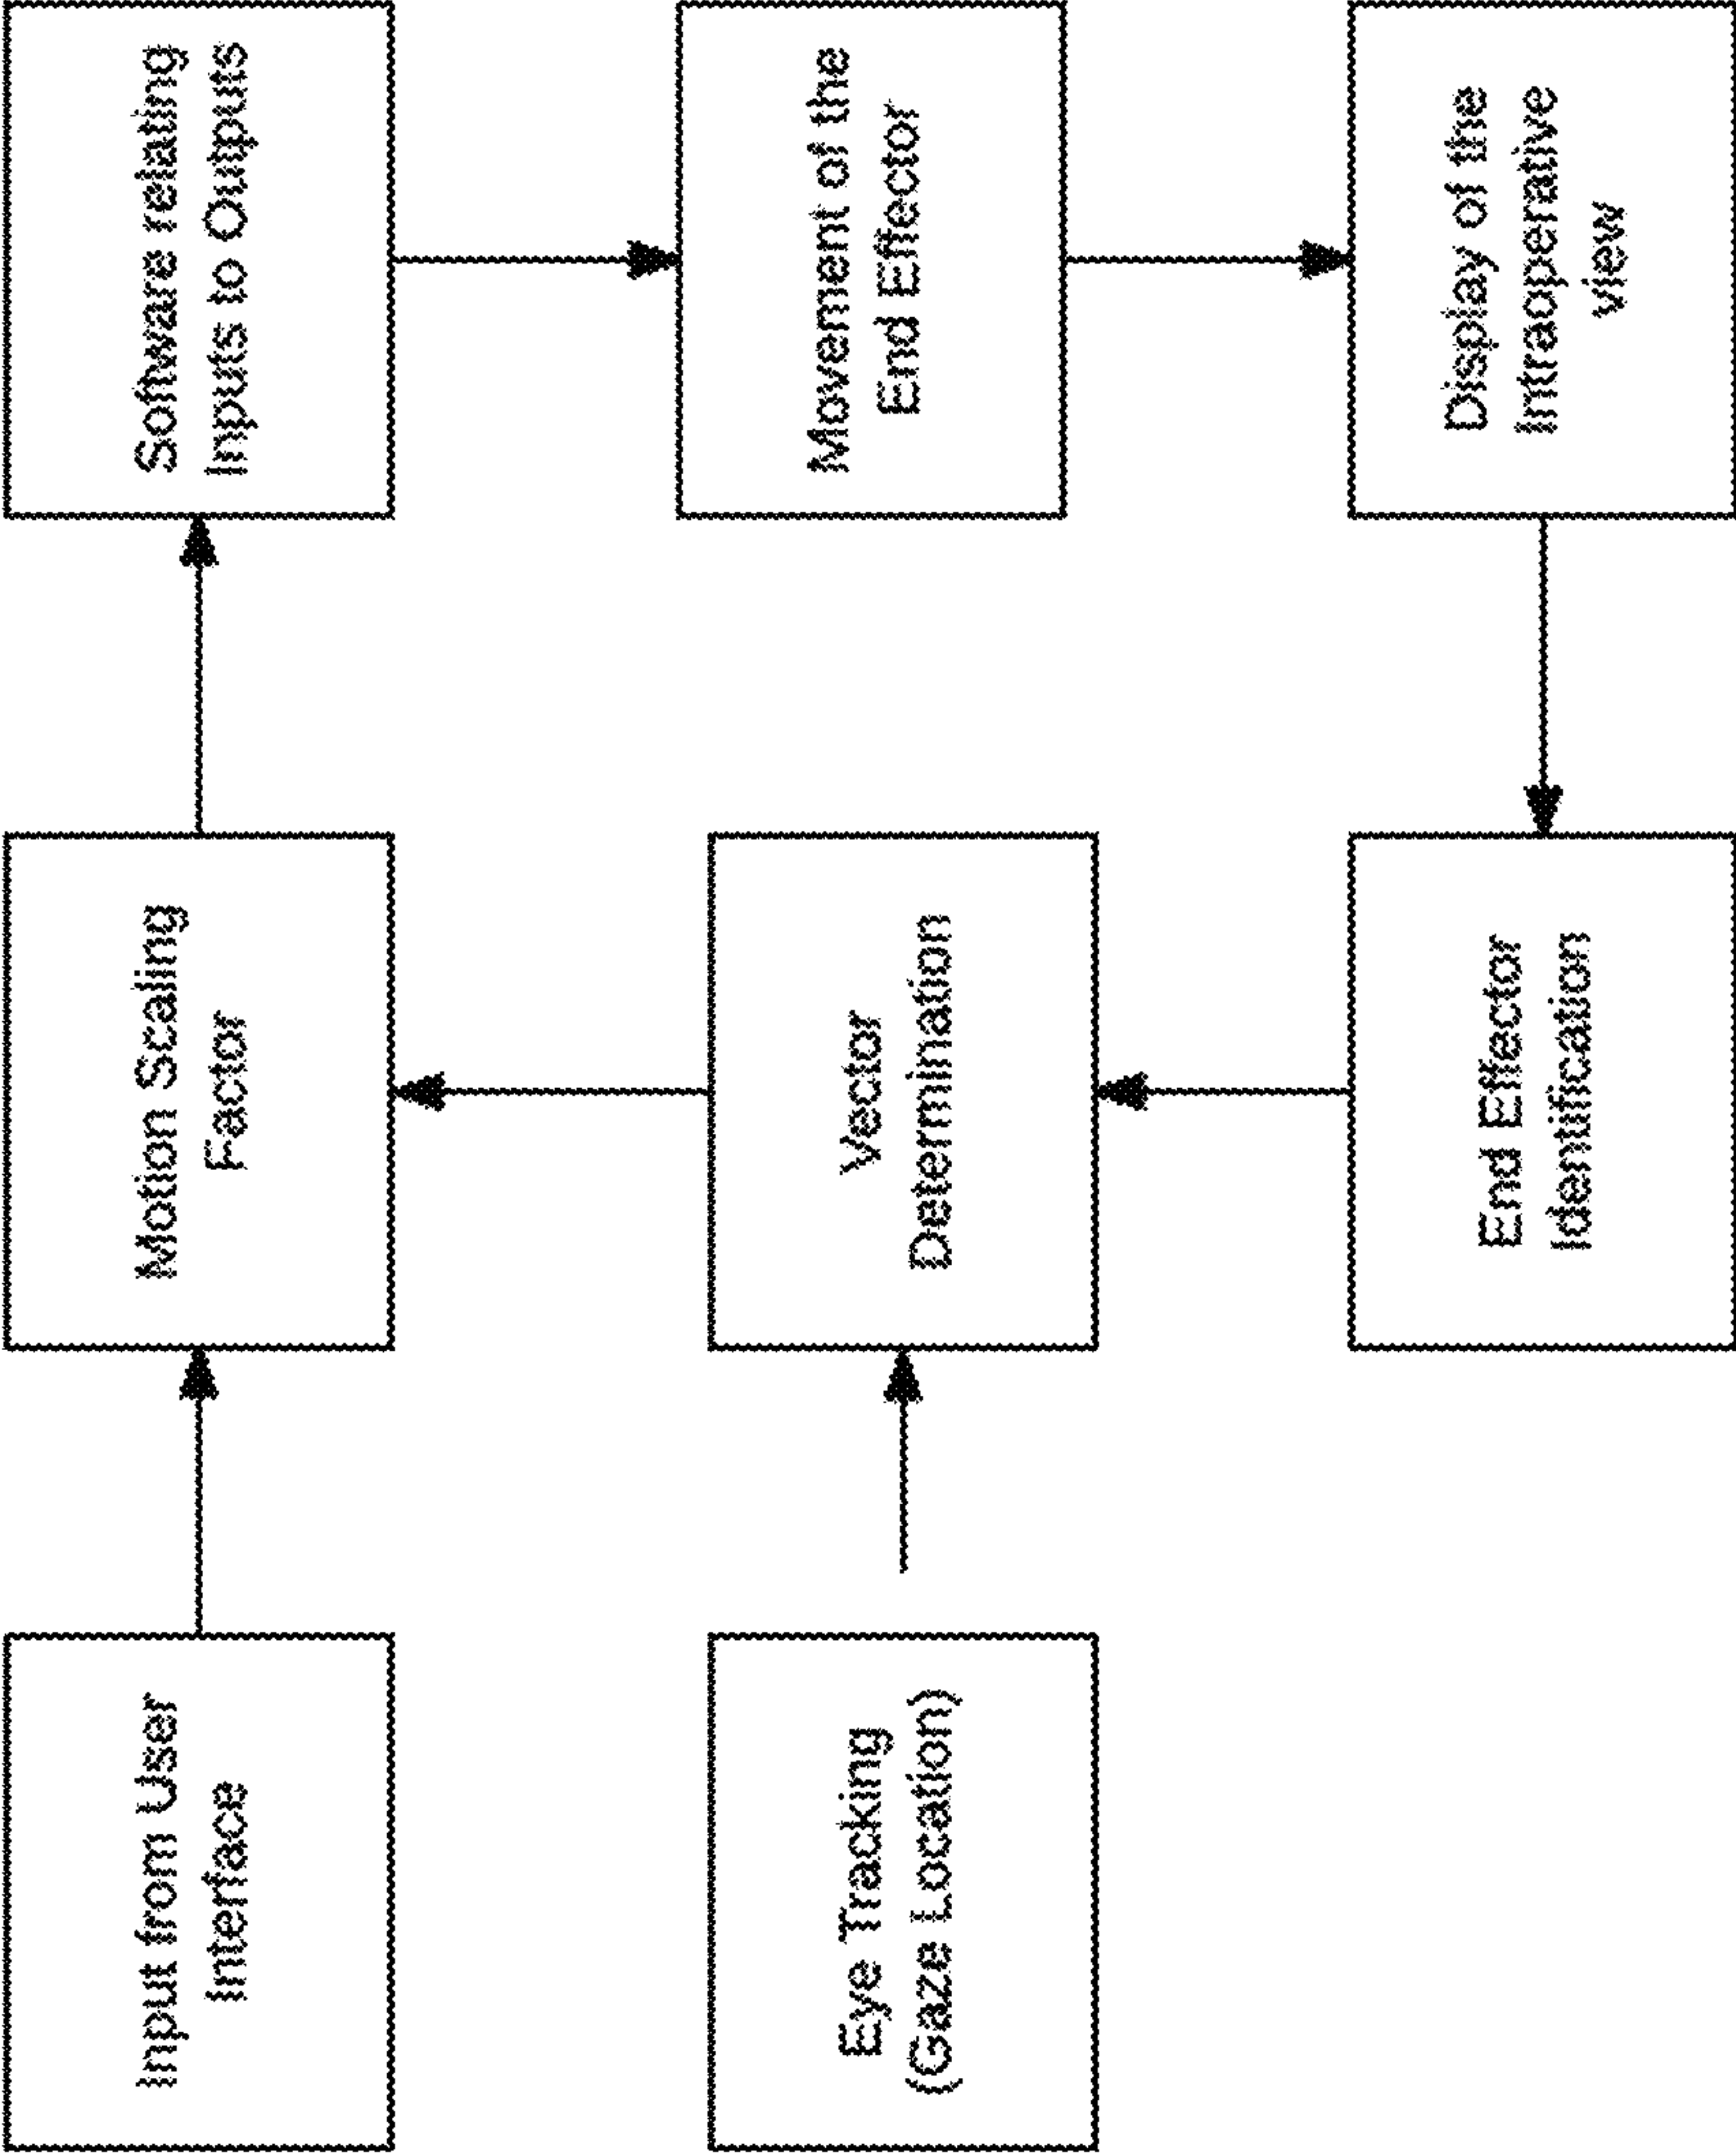 Input from User
Interface
Motion Scaling
Factor
Software relating
Inputs to Outputs
Eye Tracking
(Gaze Location)
Vector
Determination
Movement of the
End Effector
End Effector
Identification
Display of the
Intraoperative
view